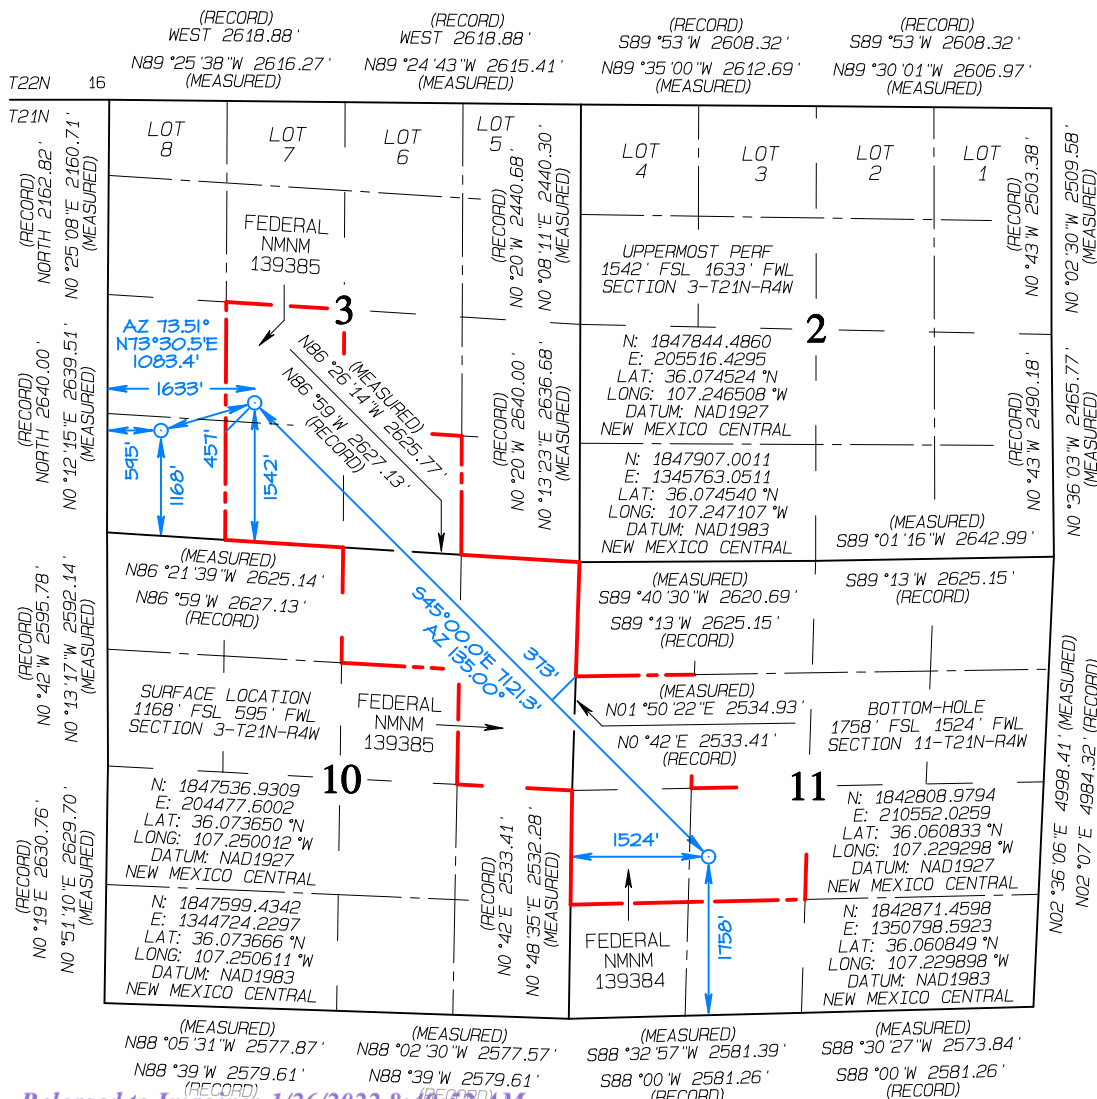 (RECORD)
WEST 2618.88'
N89°25'38"W 2616.27'
(MEASURED)
(RECORD)
WEST 2618.88'
N89°24'43"W 2615.41'
(MEASURED)
(RECORD)
S89°53'W 2608.32'
N89°35'00"W 2612.69'
(MEASURED)
(RECORD)
S89°53'W 2608.32'
N89°30'01"W 2606.97'
(MEASURED)
T22N 16
T21N
LOT
8
LOT
7
LOT
6
LOT
5
LOT
4
LOT
3
LOT
2
LOT
1
(RECORD)
NORTH 2162.82'
N0°25'08"E 2160.71'
(MEASURED)
(RECORD)
N0°20'W 2440.68'
N0°08'11"E 2440.30'
(MEASURED)
(RECORD)
N0°43'W 2503.38'
N0°02'30"W 2509.58'
(MEASURED)
FEDERAL
NMNM
139385
UPPERMOST PERF
1542' FSL 1633' FWL
SECTION 3-T21N-R4W
3
2
N: 1847844.4860
E: 205516.4295
LAT: 36.074524°N
LONG: 107.246508°W
DATUM: NAD1927
NEW MEXICO CENTRAL
N: 1847907.0011
E: 1345763.0511
LAT: 36.074540°N
LONG: 107.247107°W
DATUM: NAD1983
NEW MEXICO CENTRAL
AZ 73.51°
N73°30.5'E
1083.4'
1633'
595'
1168'
457'
1542'
(MEASURED)
N86°26'14"W 2625.77'
N86°59'W 2627.13'
(RECORD)
(RECORD)
NORTH 2640.00'
N0°12'15"E 2639.51'
(MEASURED)
(RECORD)
N0°20'W 2640.00'
N0°13'23"E 2636.68'
(MEASURED)
(RECORD)
N0°43'W 2490.18'
N0°36'03"W 2465.77'
(MEASURED)
(MEASURED)
S89°01'16"W 2642.99'
S89°13'W 2625.15'
(RECORD)
(MEASURED)
N86°21'39"W 2625.14'
N86°59'W 2627.13'
(RECORD)
(MEASURED)
S89°40'30"W 2620.69'
S89°13'W 2625.15'
(RECORD)
S45°00.0'E 7121.3'
AZ 135.00°
373'
(RECORD)
N0°42'W 2595.78'
N0°13'17"W 2592.14'
(MEASURED)
SURFACE LOCATION
1168' FSL 595' FWL
SECTION 3-T21N-R4W
FEDERAL
NMNM
139385
(MEASURED)
N01°50'22"E 2534.93'
N0°42'E 2533.41'
(RECORD)
BOTTOM-HOLE
1758' FSL 1524' FWL
SECTION 11-T21N-R4W
10
11
N: 1847536.9309
E: 204477.6002
LAT: 36.073650°N
LONG: 107.250012°W
DATUM: NAD1927
NEW MEXICO CENTRAL
N: 1847599.4342
E: 1344724.2297
LAT: 36.073666°N
LONG: 107.250611°W
DATUM: NAD1983
NEW MEXICO CENTRAL
N: 1842808.9794
E: 210552.0259
LAT: 36.060833°N
LONG: 107.229298°W
DATUM: NAD1927
NEW MEXICO CENTRAL
N: 1842871.4598
E: 1350798.5923
LAT: 36.060849°N
LONG: 107.229898°W
DATUM: NAD1983
NEW MEXICO CENTRAL
1524'
1758'
FEDERAL
NMNM
139384
(RECORD)
N0°19'E 2630.76'
N0°51'10"E 2629.70'
(MEASURED)
(RECORD)
N0°42'E 2533.41'
N0°48'35"E 2532.28'
(MEASURED)
N02°36'06"E 4998.41' (MEASURED)
N02°07'E 4984.32' (RECORD)
(MEASURED)
N88°05'31"W 2577.87'
N88°39'W 2579.61'
(RECORD)
(MEASURED)
N88°02'30"W 2577.57'
N88°39'W 2579.61'
(RECORD)
(MEASURED)
S88°32'57"W 2581.39'
S88°00'W 2581.26'
(RECORD)
(MEASURED)
S88°30'27"W 2573.84'
S88°00'W 2581.26'
(RECORD)
Released to Imaging: 1/26/2022
AM